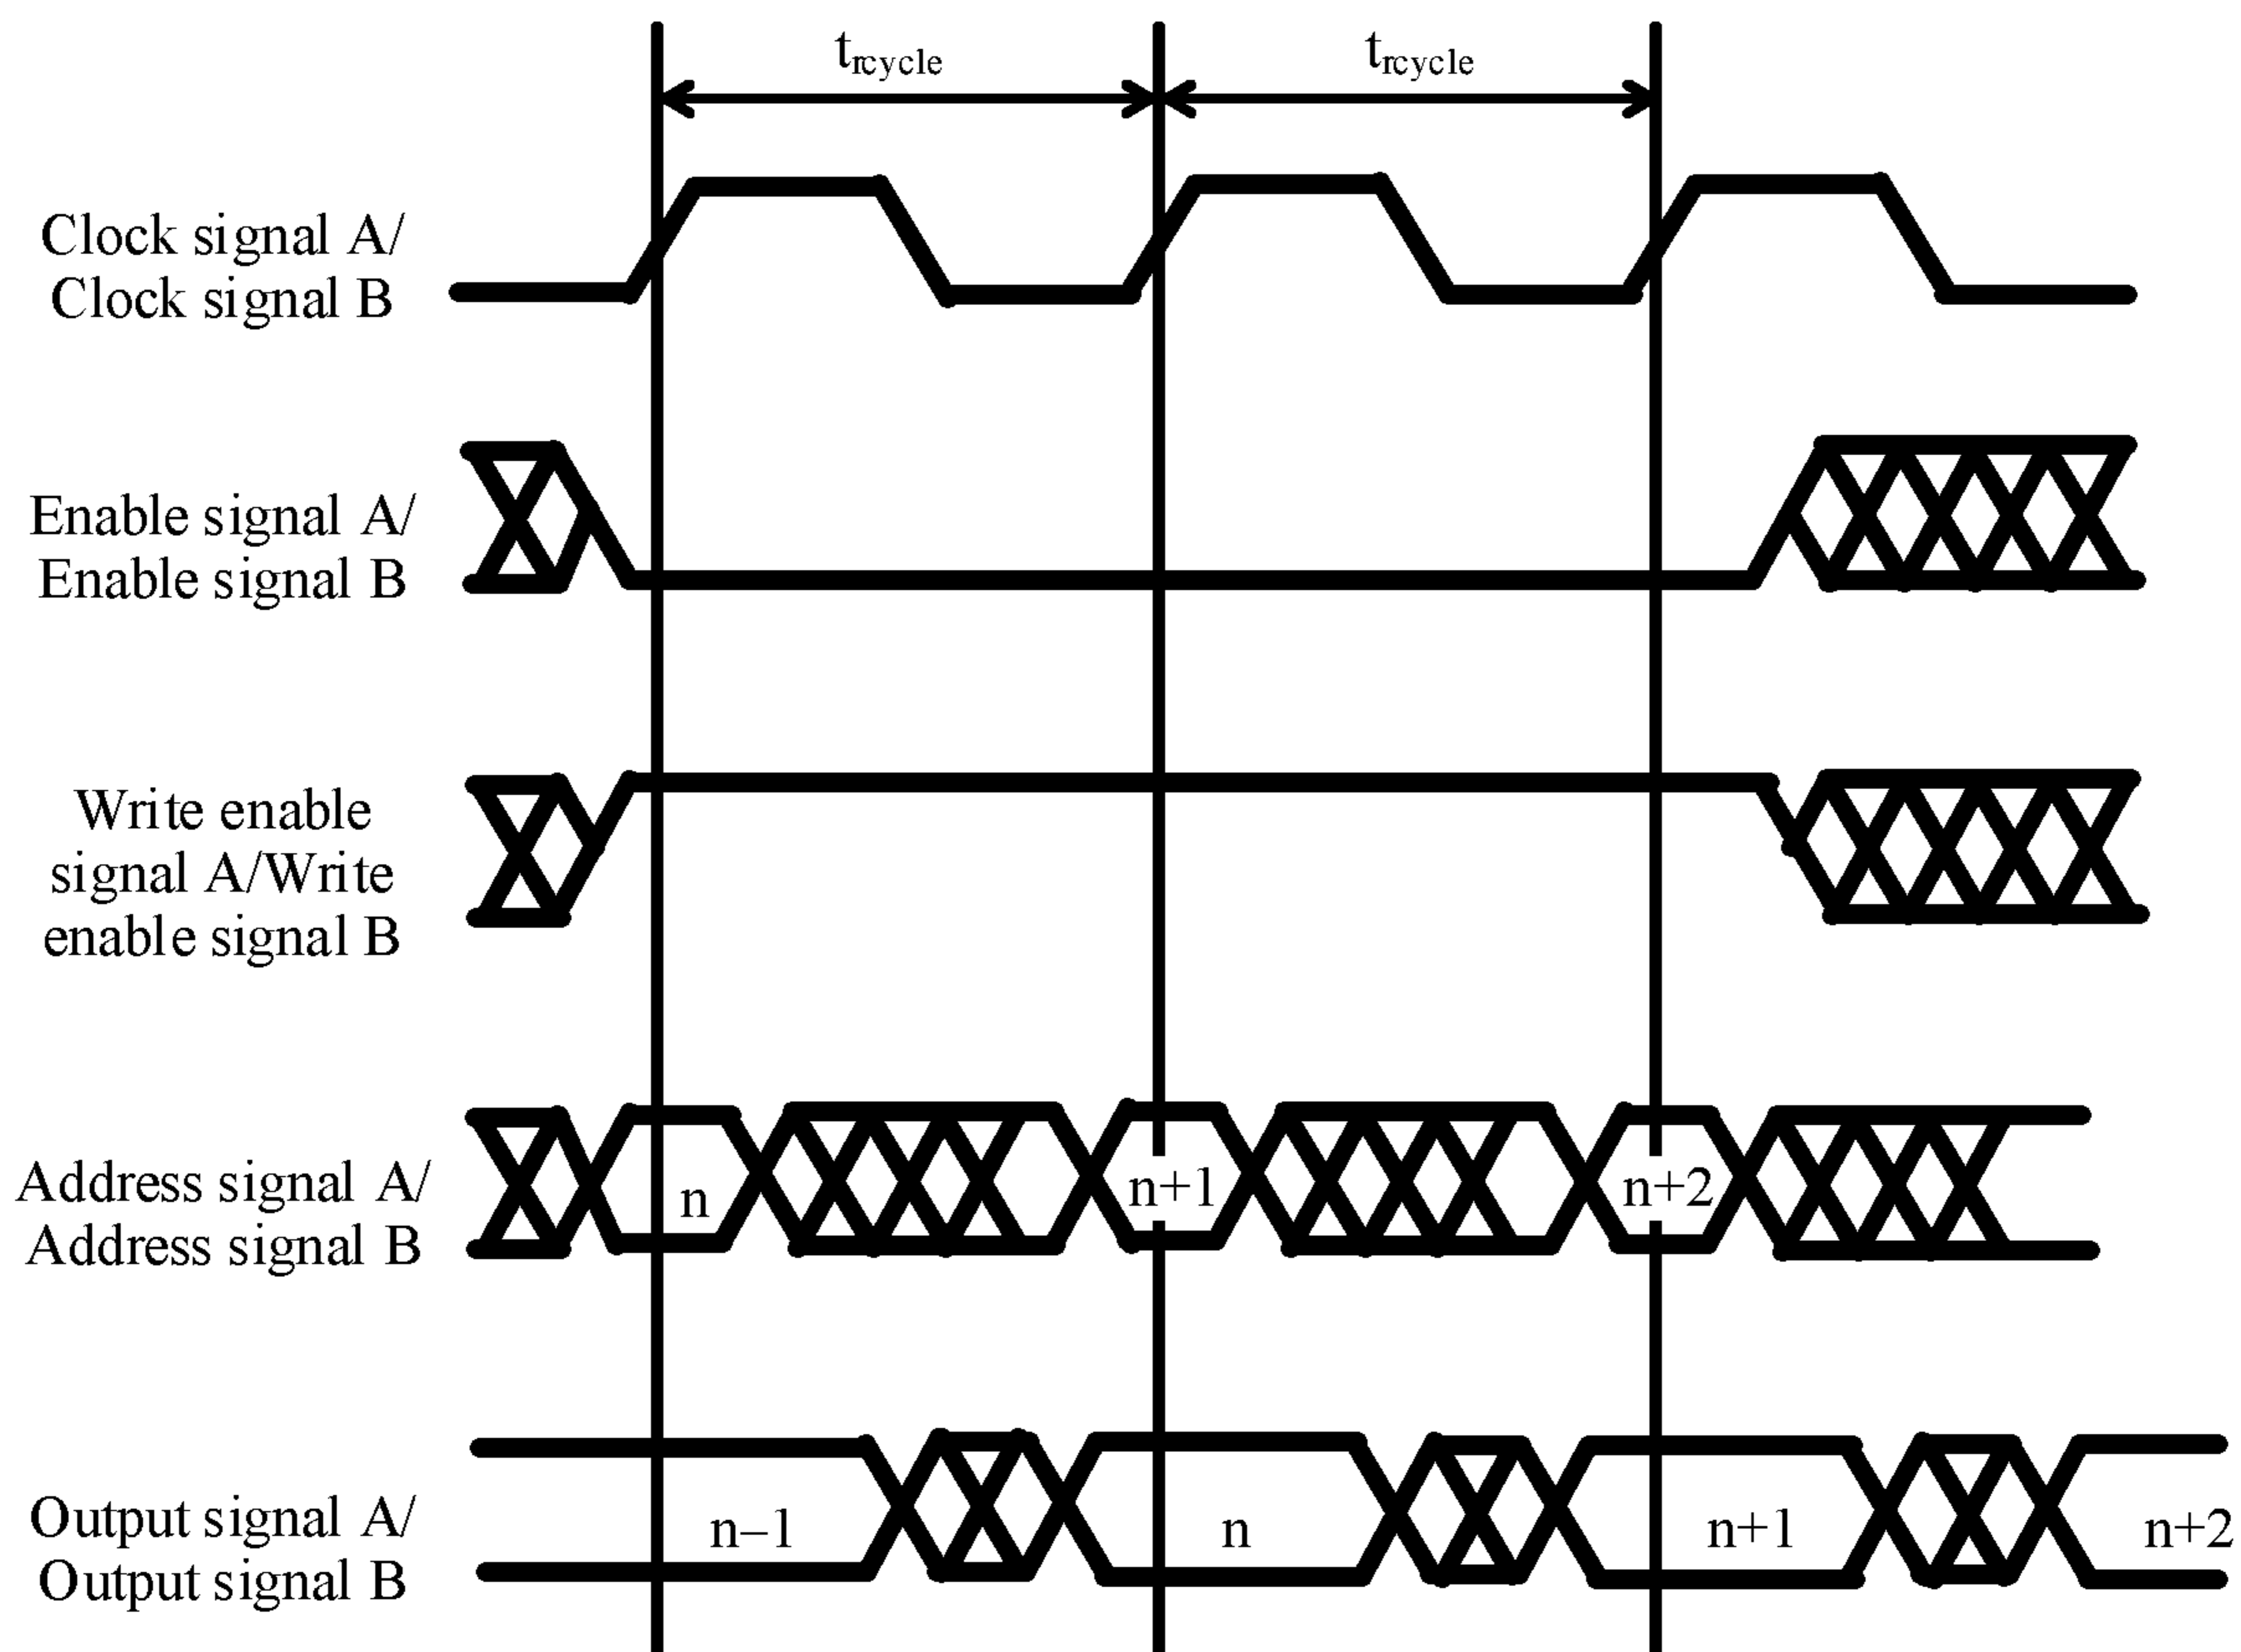 trcycle trcycle
Clock signal A/
Clock signal B
Enable signal A/
Enable signal B
Write enable
signal A/Write
enable signal B
Address signal A/
Address signal B
n n+1 n+2
Output signal A/
Output signal B
n−1 n n+1 n+2